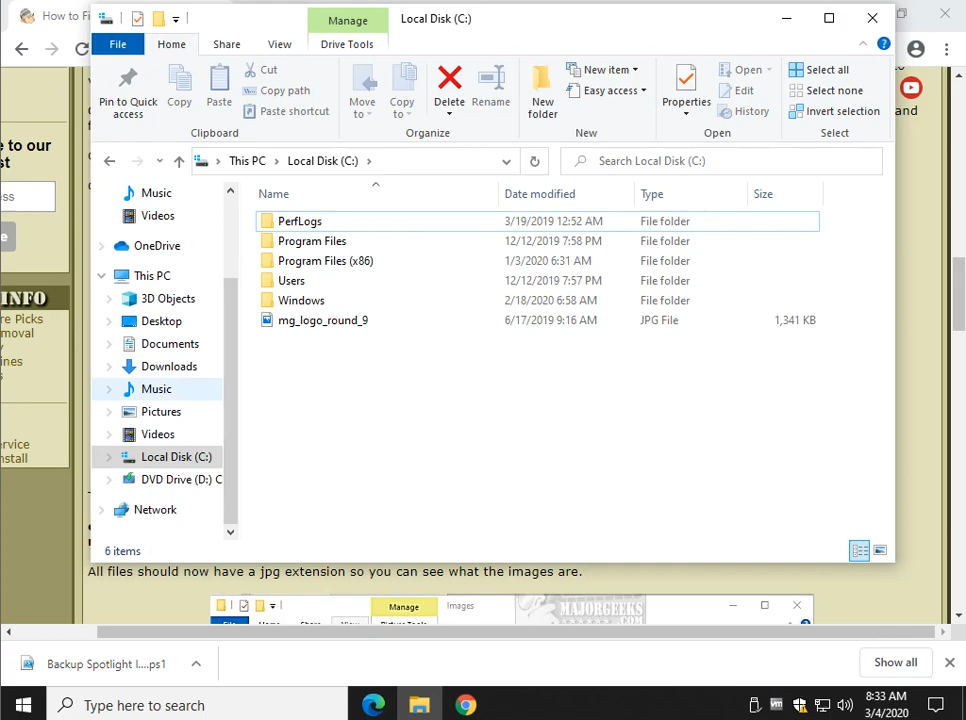 How to Fi
Manage
Local Disk (C:)
File
Home
Share
View
Drive Tools
Pin to Quick access
Copy
Paste
Cut
Copy path
Paste shortcut
Clipboard
Move to
Copy to
Delete
Rename
Organize
New folder
New item
Easy access
New
Properties
Open
Edit
History
Open
Select all
Select none
Invert selection
Select
and
This PC
Local Disk (C:)
Search Local Disk (C:)
e to our
st
ess
e
INFO
re Picks
moval
y
ines
s
ervice
nstall
Music
Videos
OneDrive
This PC
3D Objects
Desktop
Documents
Downloads
Music
Pictures
Videos
Local Disk (C:)
DVD Drive (D:) C
Network
Name Date modified Type Size
PerfLogs 3/19/2019 12:52 AM File folder
Program Files 12/12/2019 7:58 PM File folder
Program Files (x86) 1/3/2020 6:31 AM File folder
Users 12/12/2019 7:57 PM File folder
Windows 2/18/2020 6:58 AM File folder
mg_logo_round_9 6/17/2019 9:16 AM JPG File 1,341 KB
6 items
All files should now have a jpg extension so you can see what the images are.
Manage
Images
MAJORGEEKS
.COM
Backup Spotlight I....ps1
Show all
Type here to search
8:33 AM
3/4/2020